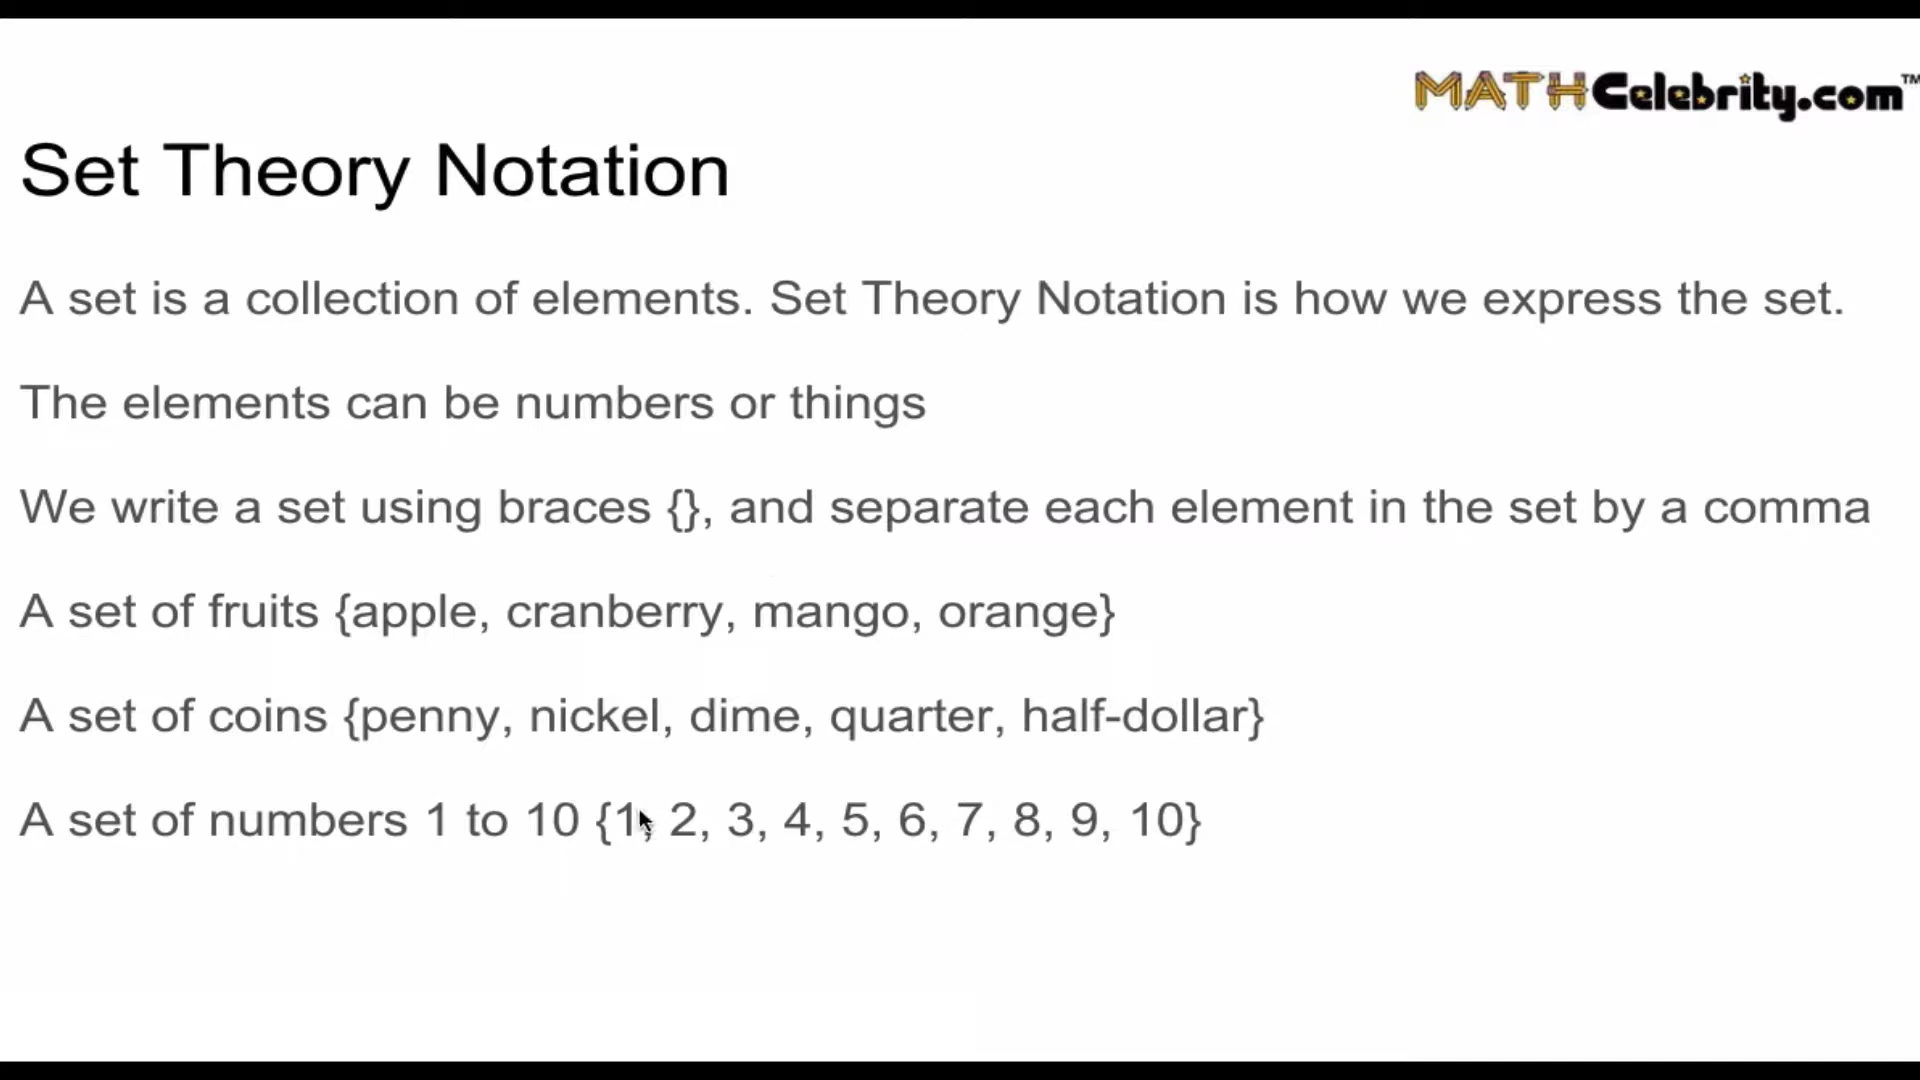 MATHCelebrity.com™
Set Theory Notation
A set is a collection of elements. Set Theory Notation is how we express the set.
The elements can be numbers or things
We write a set using braces {}, and separate each element in the set by a comma
A set of fruits {apple, cranberry, mango, orange}
A set of coins {penny, nickel, dime, quarter, half-dollar}
A set of numbers 1 to 10 {1, 2, 3, 4, 5, 6, 7, 8, 9, 10}